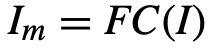 I_m = FC(I)